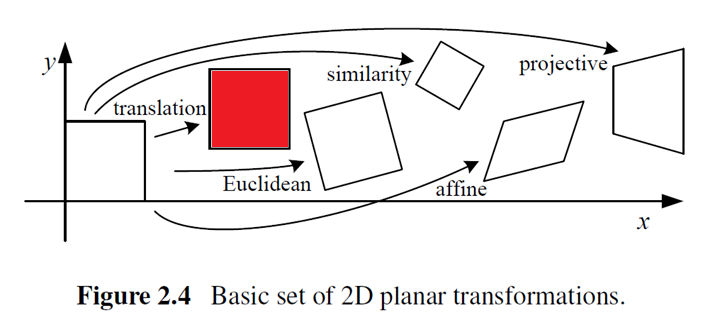 y
similarity
projective
translation
Euclidean
affine
x
Figure 2.4 Basic set of 2D planar transformations.